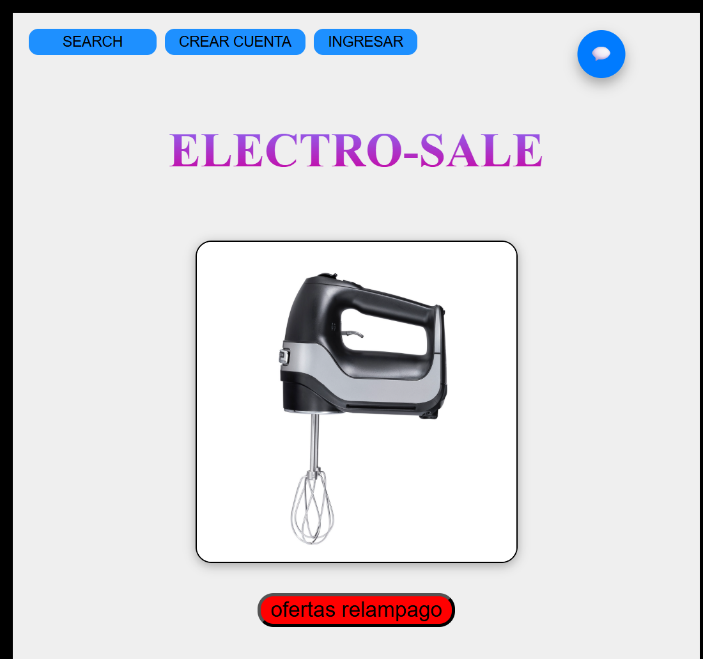 SEARCH CREAR CUENTA INGRESAR
ELECTRO-SALE
ofertas relampago